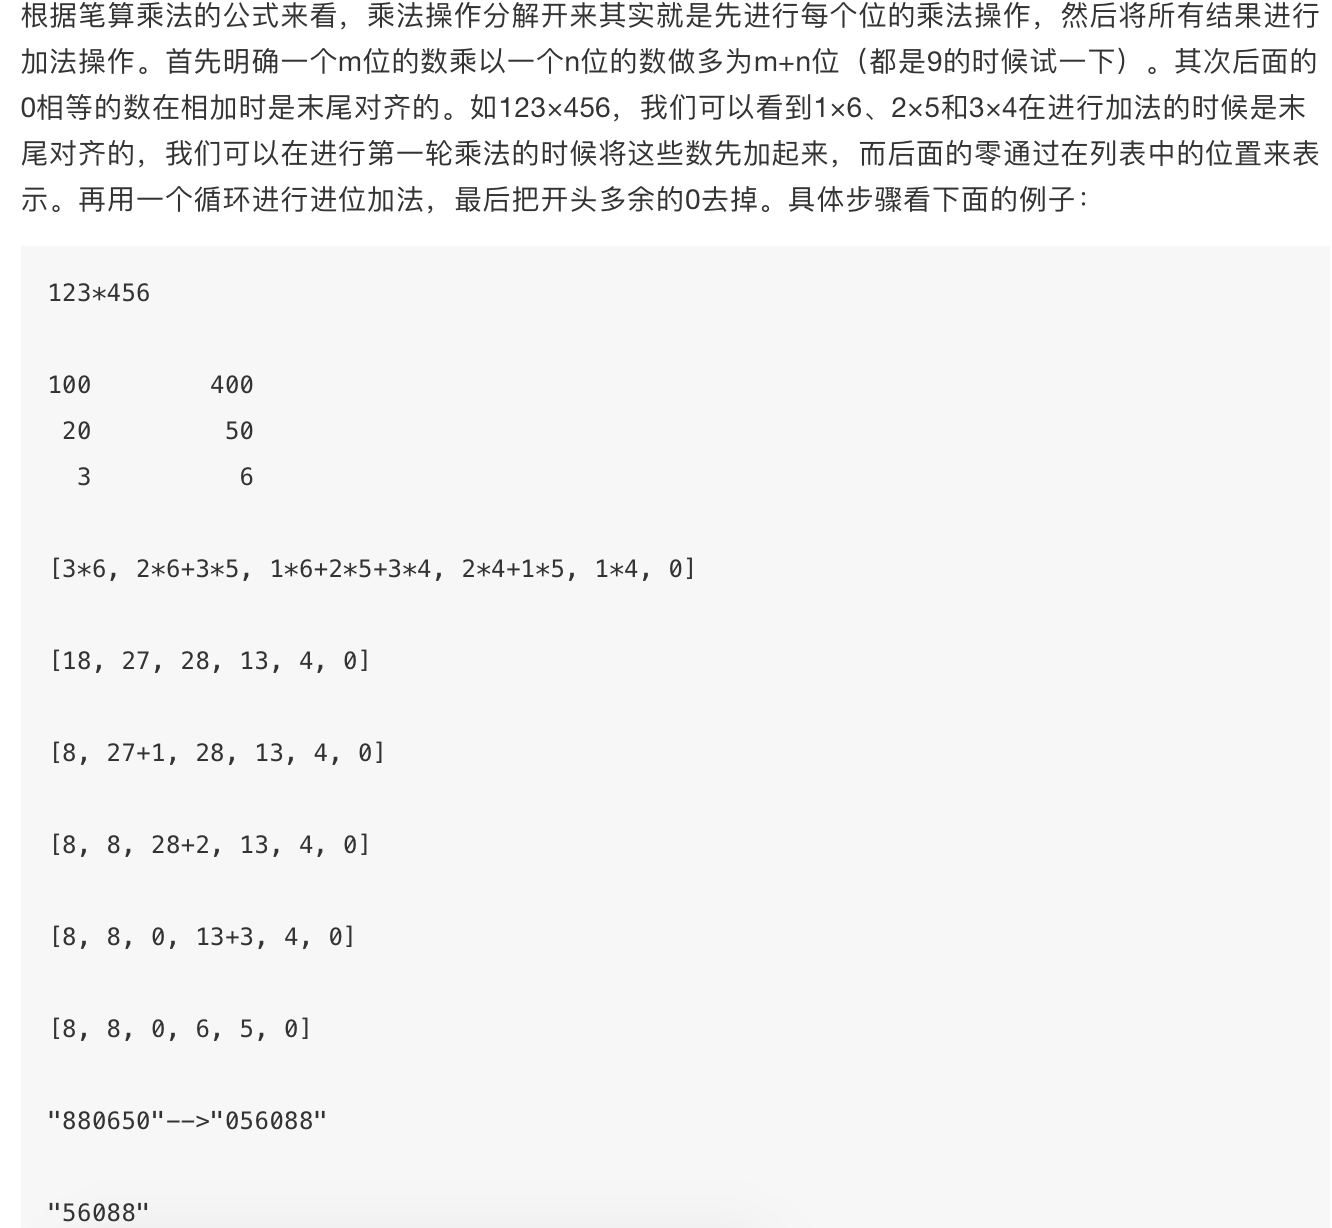 根据笔算乘法的公式来看，乘法操作分解开来其实就是先进行每个位的乘法操作，然后将所有结果进行
加法操作。首先明确一个m位的数乘以一个n位的数做多为m+n位（都是9的时候试一下）。其次后面的
0相等的数在相加时是末尾对齐的。如123×456，我们可以看到1×6、2×5和3×4在进行加法的时候是末
尾对齐的，我们可以在进行第一轮乘法的时候将这些数先加起来，而后面的零通过在列表中的位置来表
示。再用一个循环进行进位加法，最后把开头多余的0去掉。具体步骤看下面的例子：
123*456
100 400
20 50
3 6
[3*6, 2*6+3*5, 1*6+2*5+3*4, 2*4+1*5, 1*4, 0]
[18, 27, 28, 13, 4, 0]
[8, 27+1, 28, 13, 4, 0]
[8, 8, 28+2, 13, 4, 0]
[8, 8, 0, 13+3, 4, 0]
[8, 8, 0, 6, 5, 0]
"880650"-->"056088"
"56088"